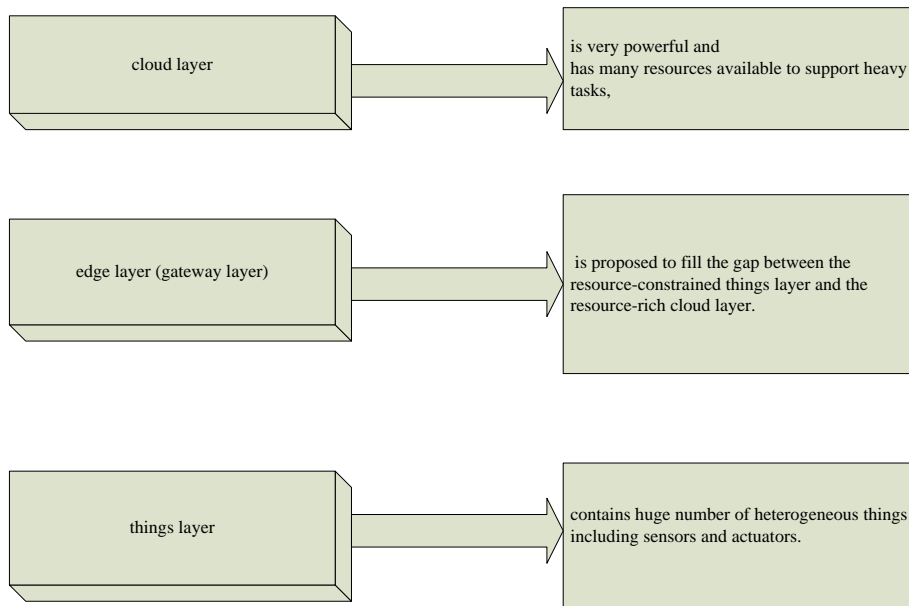 cloud layer
is very powerful and
has many resources available to support heavy
tasks,
edge layer (gateway layer)
is proposed to fill the gap between the
resource-constrained things layer and the
resource-rich cloud layer.
things layer
contains huge number of heterogeneous things
including sensors and actuators.